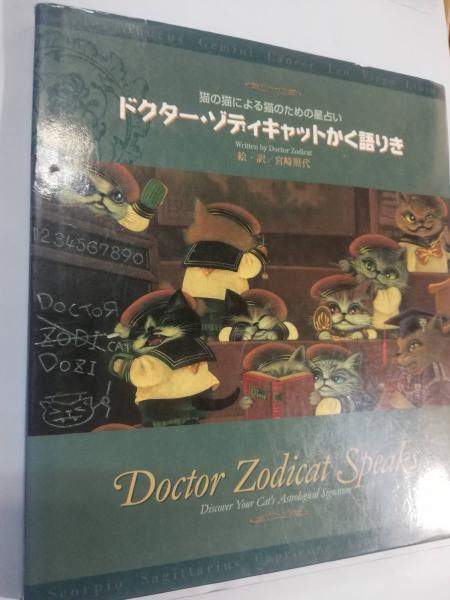 Taurus Gemini Cancer Leo Virgo Libra
猫の猫による猫のための星占い
ドクター・ゾディキャットかく語りき
Written by Doctor Zodicat
絵・訳／宮崎照代
1234567890
DOCTOR
ZODICAT
DOZI
Doctor Zodicat Speaks
Discover Your Cat's Astrological Signature
Scorpio Sagittarius Capricorn